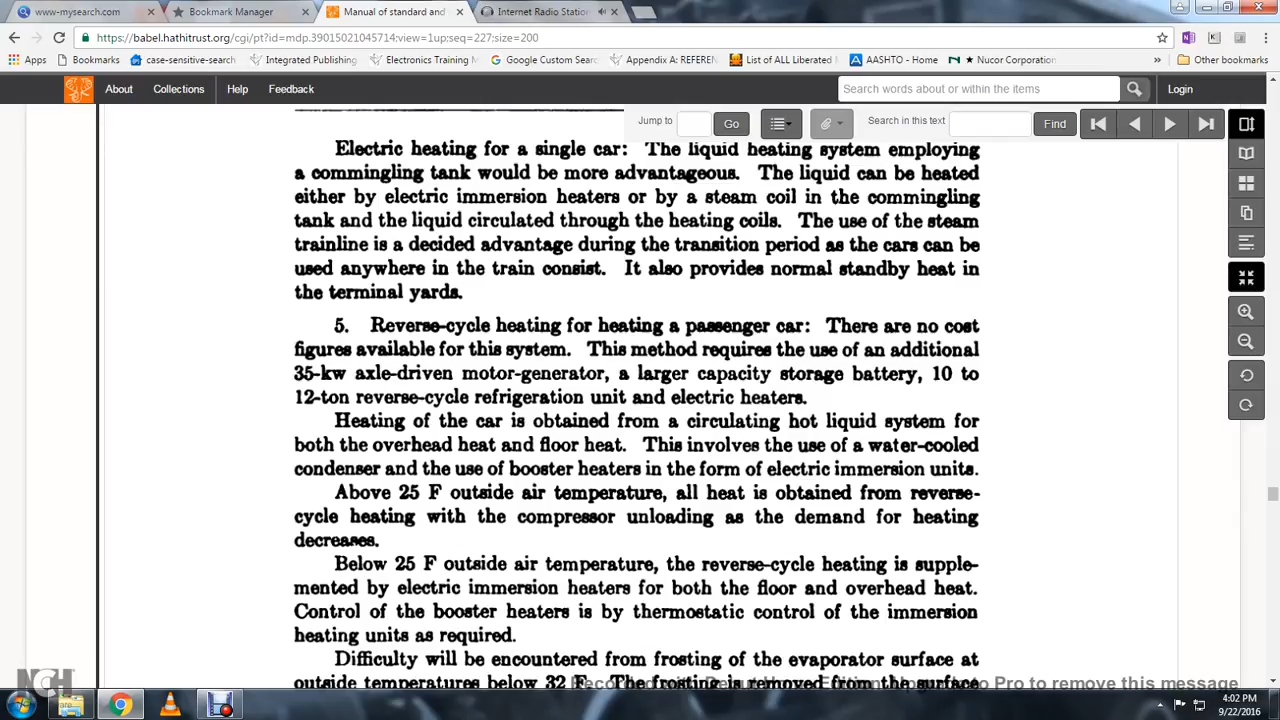 www-mysearch.com
Bookmark Manager
Manual of standard and
Internet Radio Station
https://babel.hathitrust.org/cgi/pt?id=mdp.39015021045714;view=1up;seq=227;size=200
Apps
Bookmarks
case-sensitive-search
Integrated Publishing
Electronics Training
Google Custom Sear
Appendix A: REFEREN
List of ALL Liberated
AASHTO - Home
Nucor Corporation
»
Other bookmarks
About
Collections
Help
Feedback
Search words about or within the items
Login
Jump to
Go
Search in this text
Find
Electric heating for a single car: The liquid heating system employing
a commingling tank would be more advantageous. The liquid can be heated
either by electric immersion heaters or by a steam coil in the commingling
tank and the liquid circulated through the heating coils. The use of the steam
trainline is a decided advantage during the transition period as the cars can be
used anywhere in the train consist. It also provides normal standby heat in
the terminal yards.
5. Reverse-cycle heating for heating a passenger car: There are no cost
figures available for this system. This method requires the use of an additional
35-kw axle-driven motor-generator, a larger capacity storage battery, 10 to
12-ton reverse-cycle refrigeration unit and electric heaters.
Heating of the car is obtained from a circulating hot liquid system for
both the overhead heat and floor heat. This involves the use of a water-cooled
condenser and the use of booster heaters in the form of electric immersion units.
Above 25 F outside air temperature, all heat is obtained from reverse-
cycle heating with the compressor unloading as the demand for heating
decreases.
Below 25 F outside air temperature, the reverse-cycle heating is supple-
mented by electric immersion heaters for both the floor and overhead heat.
Control of the booster heaters is by thermostatic control of the immersion
heating units as required.
Difficulty will be encountered from frosting of the evaporator surface at
outside temperatures below 32 F. The frosting is removed from the surface
NCH
to Pro to remove this message
4:02 PM
9/22/2016